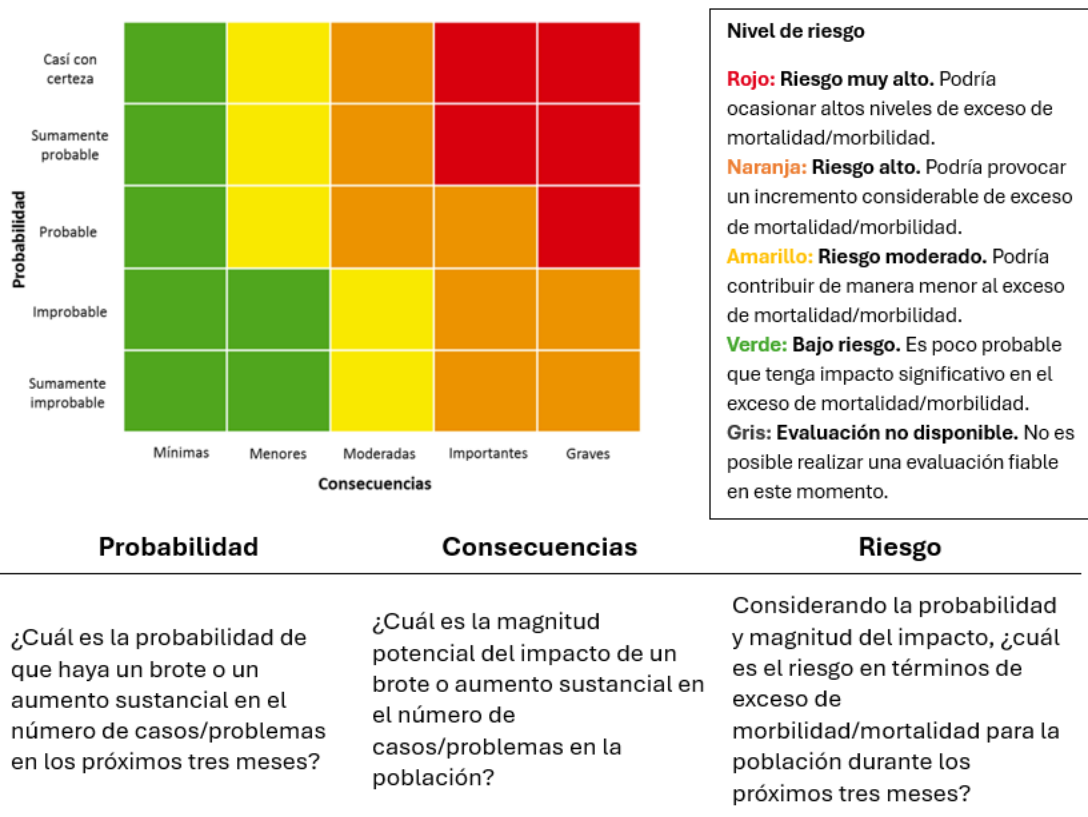 Casí con
certeza
Sumamente
probable
Probable
Improbable
Sumamente
improbable
Probabilidad
Mínimas
Menores
Moderadas
Importantes
Graves
Consecuencias
Nivel de riesgo
Rojo: Riesgo muy alto. Podría
ocasionar altos niveles de exceso de
mortalidad/morbilidad.
Naranja: Riesgo alto. Podría provocar
un incremento considerable de exceso
de mortalidad/morbilidad.
Amarillo: Riesgo moderado. Podría
contribuir de manera menor al exceso
de mortalidad/morbilidad.
Verde: Bajo riesgo. Es poco probable
que tenga impacto significativo en el
exceso de mortalidad/morbilidad.
Gris: Evaluación no disponible. No es
posible realizar una evaluación fiable
en este momento.
Probabilidad
Consecuencias
Riesgo
¿Cuál es la probabilidad de
que haya un brote o un
aumento sustancial en el
número de casos/problemas
en los próximos tres meses?
¿Cuál es la magnitud
potencial del impacto de un
brote o aumento sustancial en
el número de
casos/problemas en la
población?
Considerando la probabilidad
y magnitud del impacto, ¿cuál
es el riesgo en términos de
exceso de
morbilidad/mortalidad para la
población durante los
próximos tres meses?